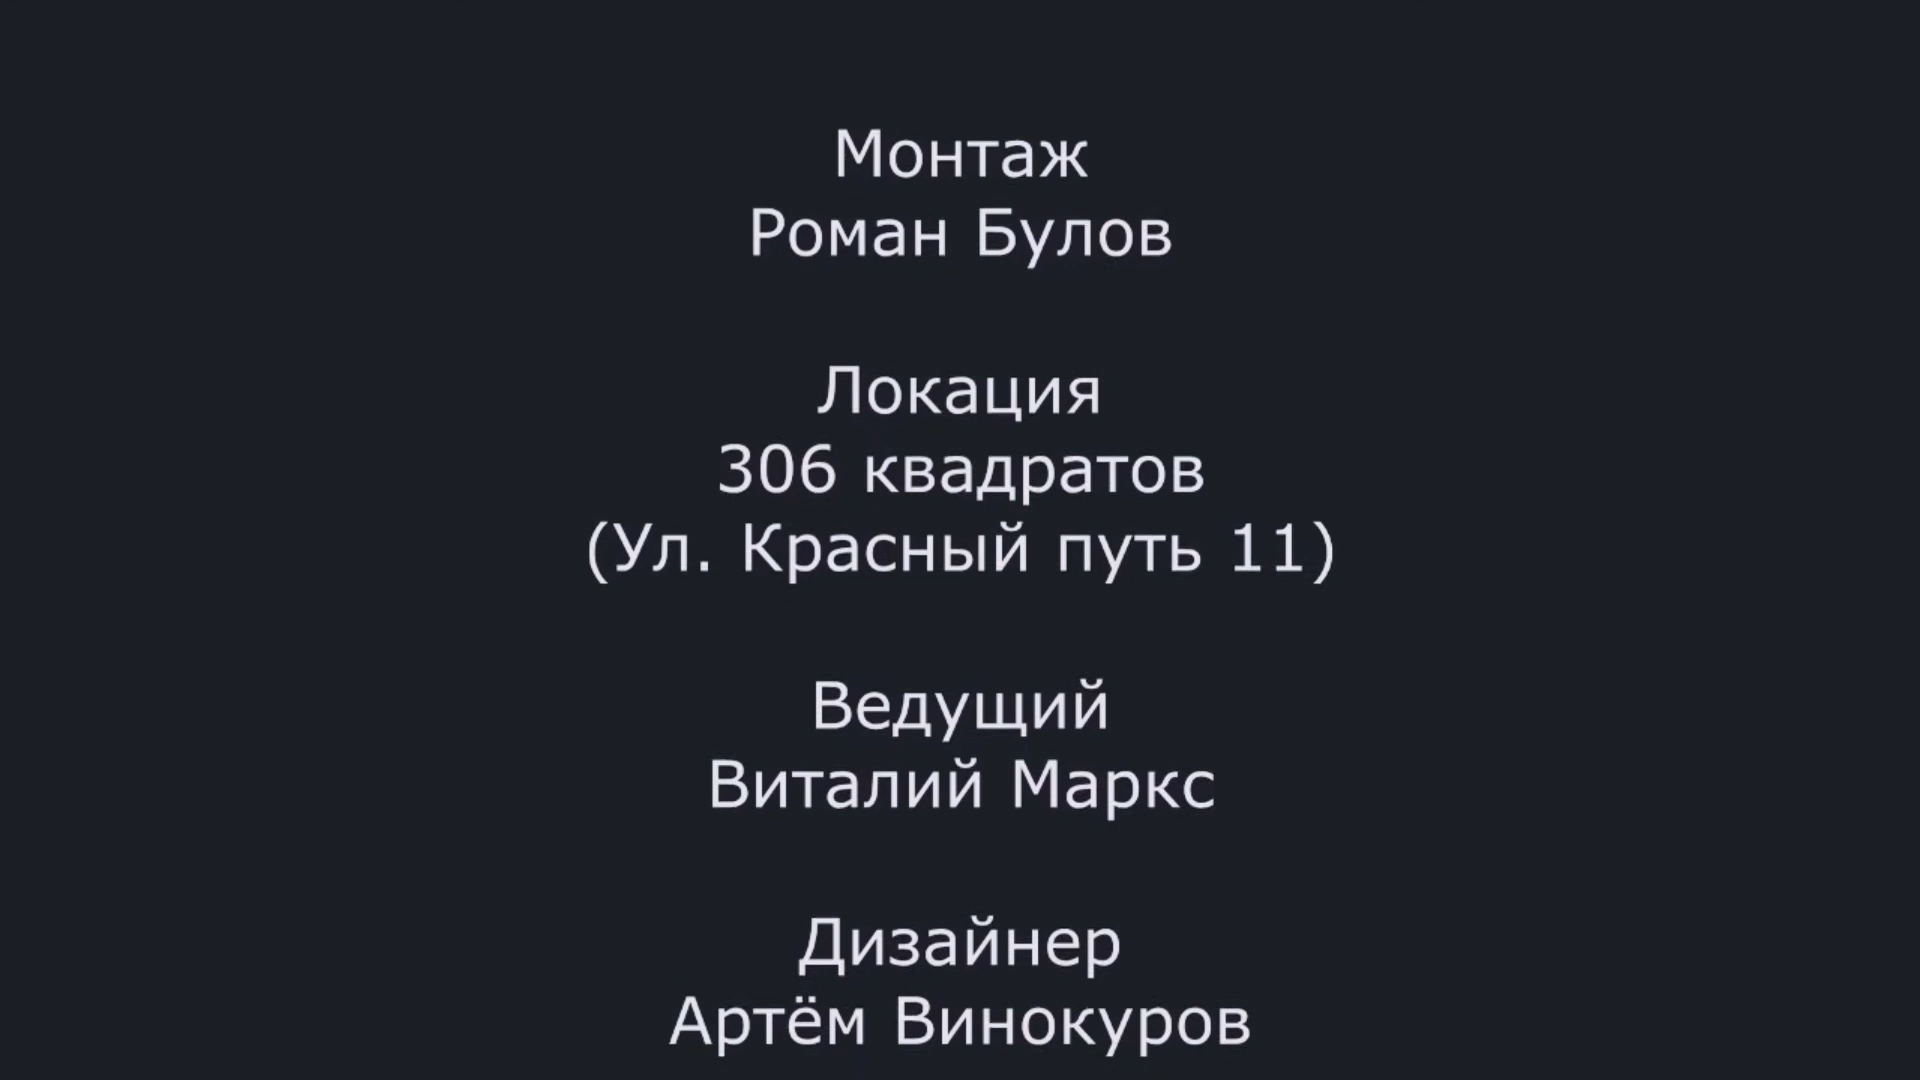 Монтаж
Роман Булов
Локация
306 квадратов
(Ул. Красный путь 11)
Ведущий
Виталий Маркс
Дизайнер
Артём Винокуров